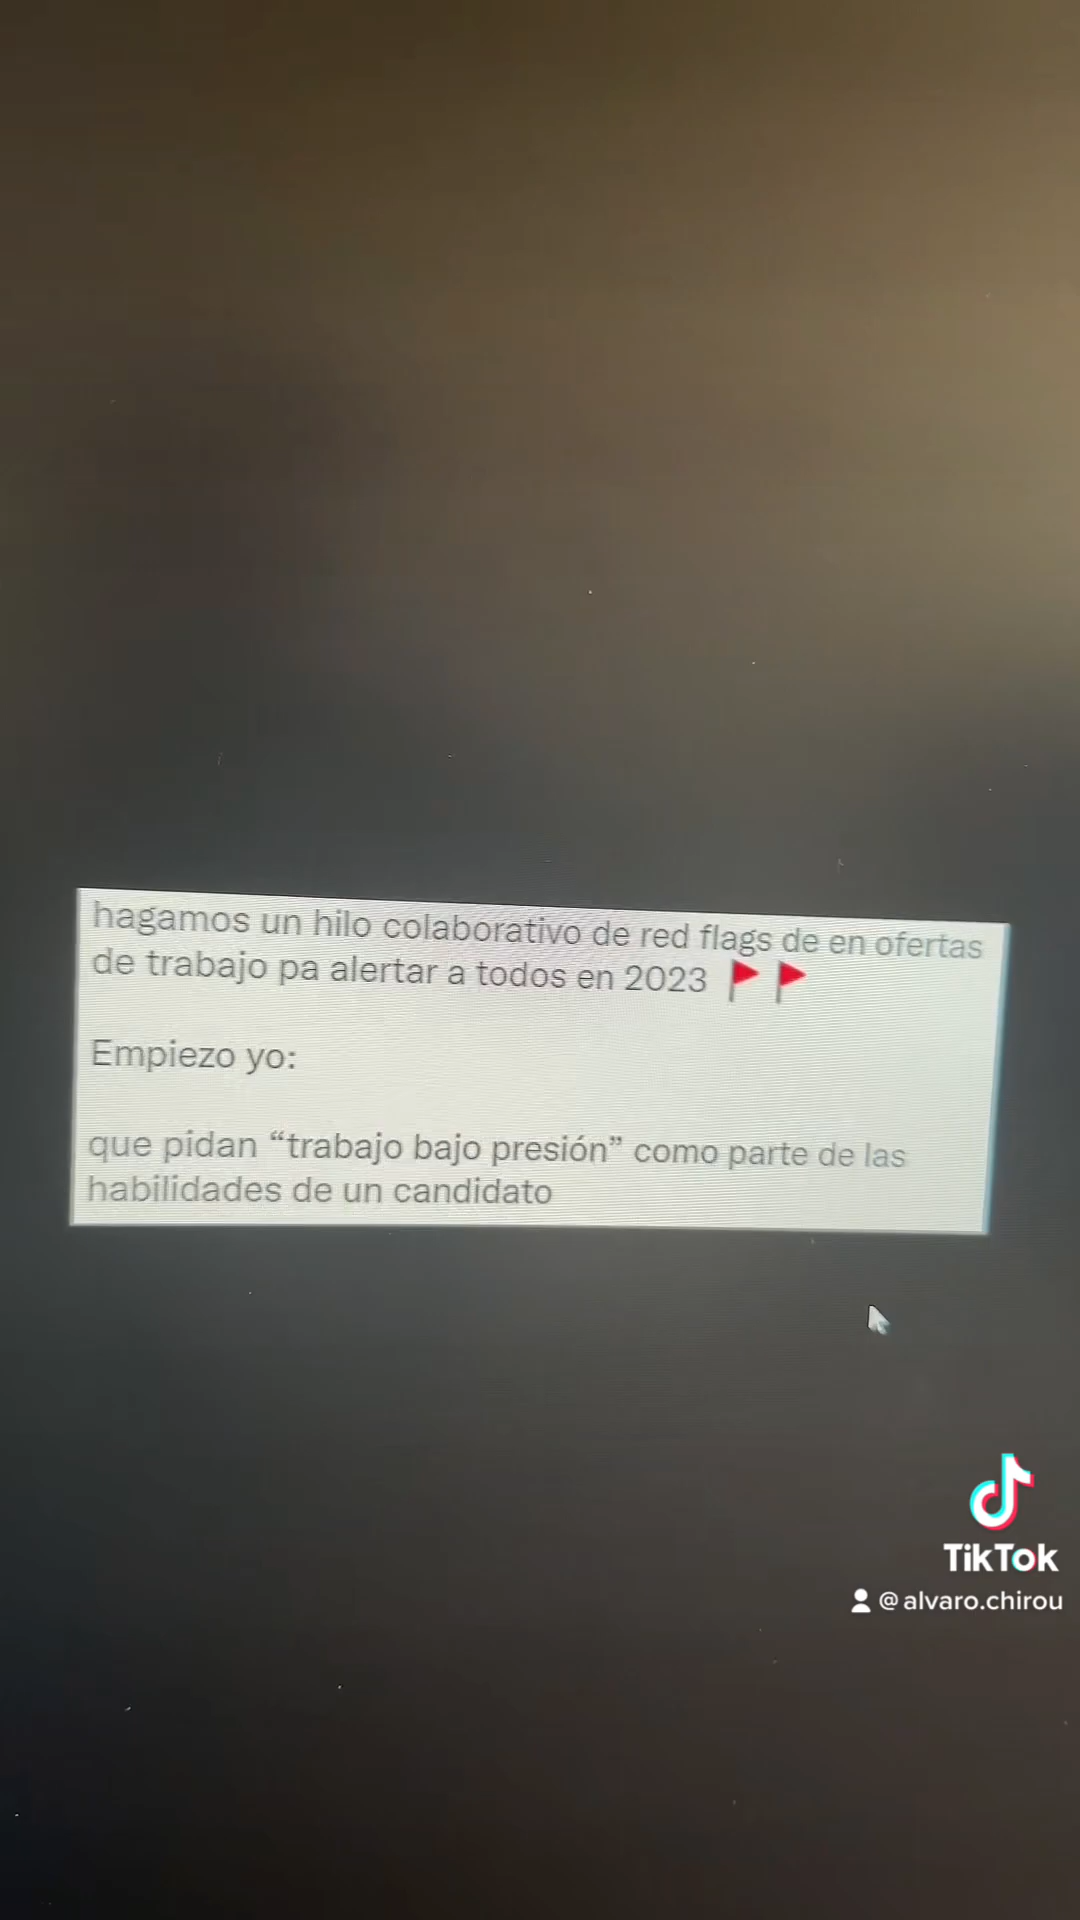 hagamos un hilo colaborativo de red flags de en ofertas
de trabajo pa alertar a todos en 2023 🚩🚩
Empiezo yo:
que pidan “trabajo bajo presión” como parte de las
habilidades de un candidato
TikTok
@alvaro.chirou